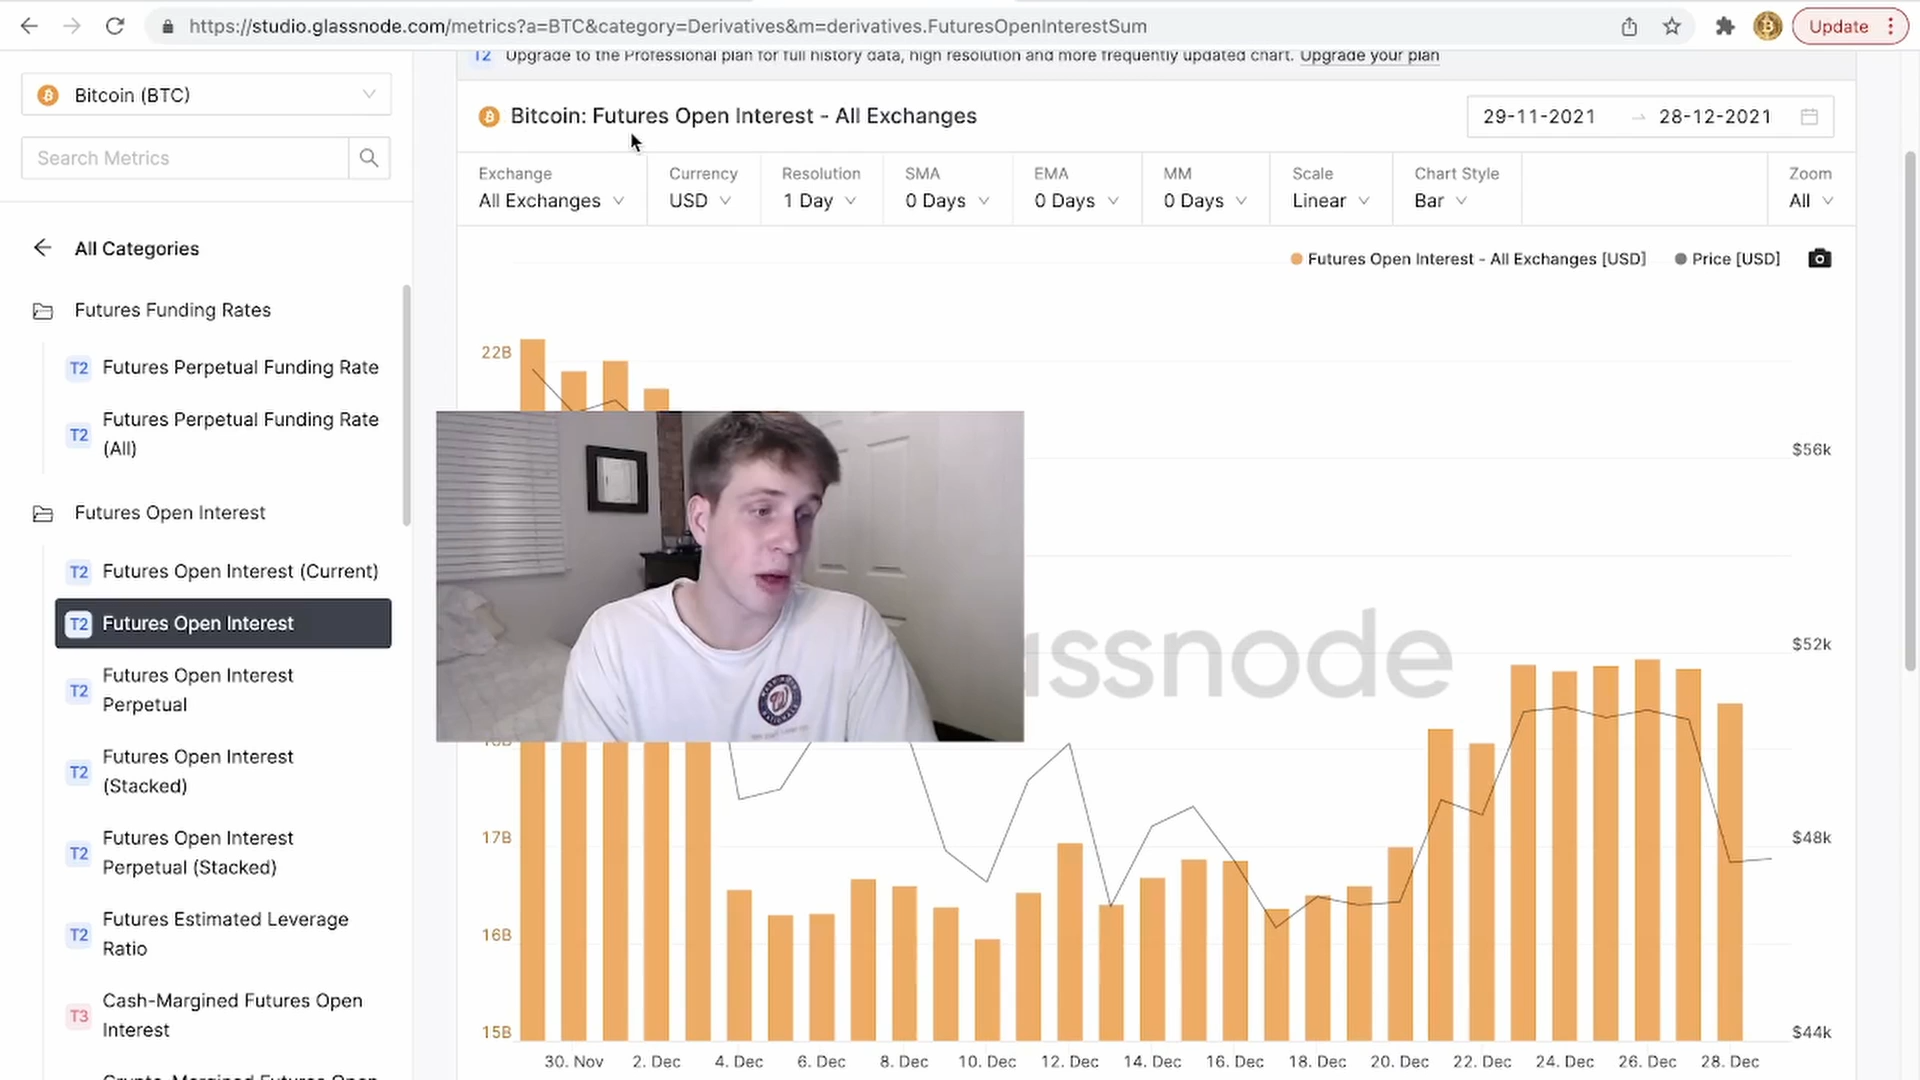 https://studio.glassnode.com/metrics?a=BTC&category=Derivatives&m=derivatives.FuturesOpenInterestSum
Update
T2 Upgrade to the Professional plan for full history data, high resolution and more frequently updated chart. Upgrade your plan
Bitcoin (BTC)
Search Metrics
All Categories
Futures Funding Rates
T2 Futures Perpetual Funding Rate
T2 Futures Perpetual Funding Rate
(All)
Futures Open Interest
T2 Futures Open Interest (Current)
T2 Futures Open Interest
T2 Futures Open Interest
Perpetual
T2 Futures Open Interest
(Stacked)
T2 Futures Open Interest
Perpetual (Stacked)
T2 Futures Estimated Leverage
Ratio
T3 Cash-Margined Futures Open
Interest
Crypto-Margined Futures Open
Bitcoin: Futures Open Interest - All Exchanges
29-11-2021 → 28-12-2021
Exchange Currency Resolution SMA EMA MM Scale Chart Style Zoom
All Exchanges USD 1 Day 0 Days 0 Days 0 Days Linear Bar All
Futures Open Interest - All Exchanges [USD] Price [USD]
22B
$56k
ssnode
$52k
18B
17B
$48k
16B
15B
$44k
30. Nov 2. Dec 4. Dec 6. Dec 8. Dec 10. Dec 12. Dec 14. Dec 16. Dec 18. Dec 20. Dec 22. Dec 24. Dec 26. Dec 28. Dec